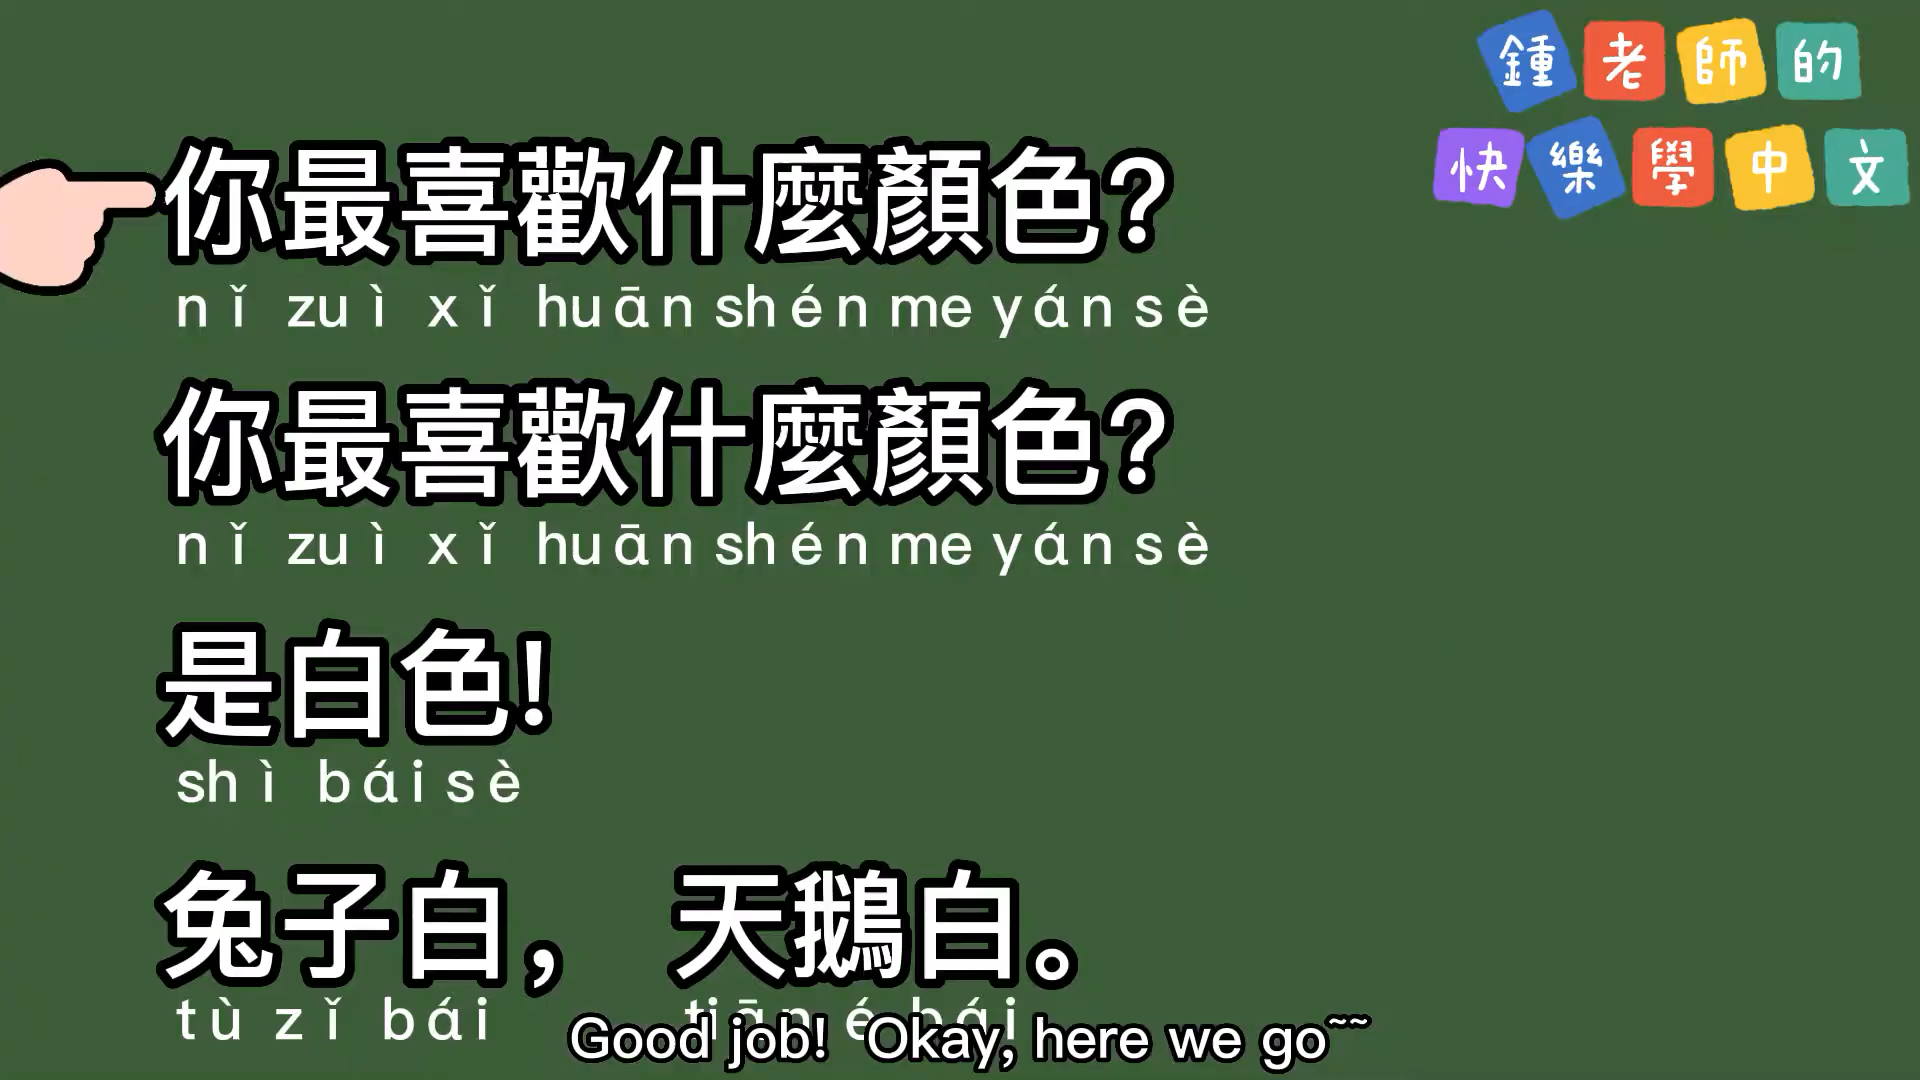 鍾老師的
快樂學中文
你最喜歡什麼顏色?
nǐ zuì xǐ huān shén me yán sè
你最喜歡什麼顏色?
nǐ zuì xǐ huān shén me yán sè
是白色!
shì bái sè
兔子白， 天鵝白。
tù zǐ bái tiān é bái
Good job! Okay, here we go~~